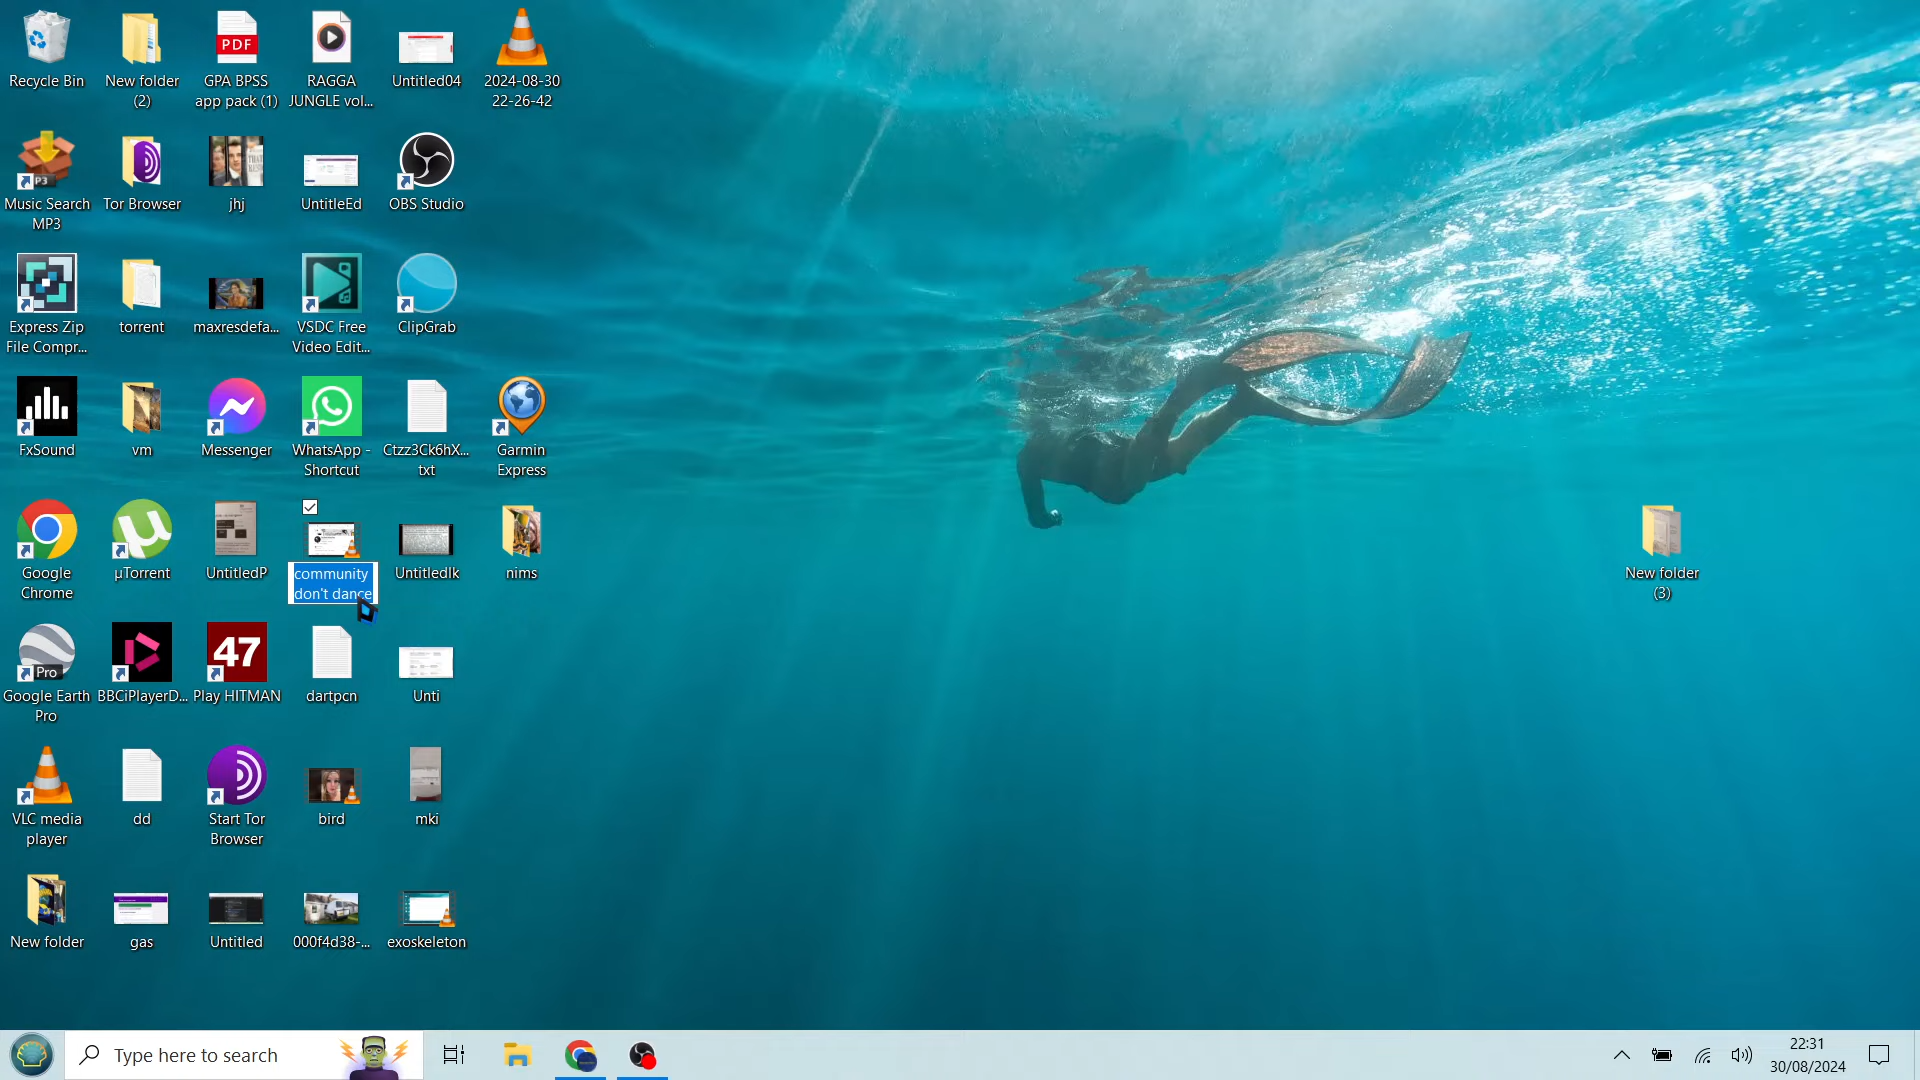 Recycle Bin
New folder
(2)
PDF
GPA BPSS
app pack (1)
RAGGA
JUNGLE vol...
Untitled04
2024-08-30
22-26-42
P3
Music Search
MP3
Tor Browser
jhj
UntitleEd
OBS Studio
Express Zip
File Compr...
torrent
maxresdefa...
VSDC Free
Video Edit...
ClipGrab
FxSound
vm
Messenger
WhatsApp -
Shortcut
Ctzz3Ck6hX...
txt
Garmin
Express
Google
Chrome
µTorrent
UntitledP
community
don't dance
Untitledlk
nims
New folder
(3)
Pro
Google Earth
Pro
BBCiPlayerD...
47
Play HITMAN
dartpcn
Unti
VLC media
player
dd
Start Tor
Browser
bird
mki
New folder
gas
Untitled
000f4d38-...
exoskeleton
Type here to search
22:31
30/08/2024